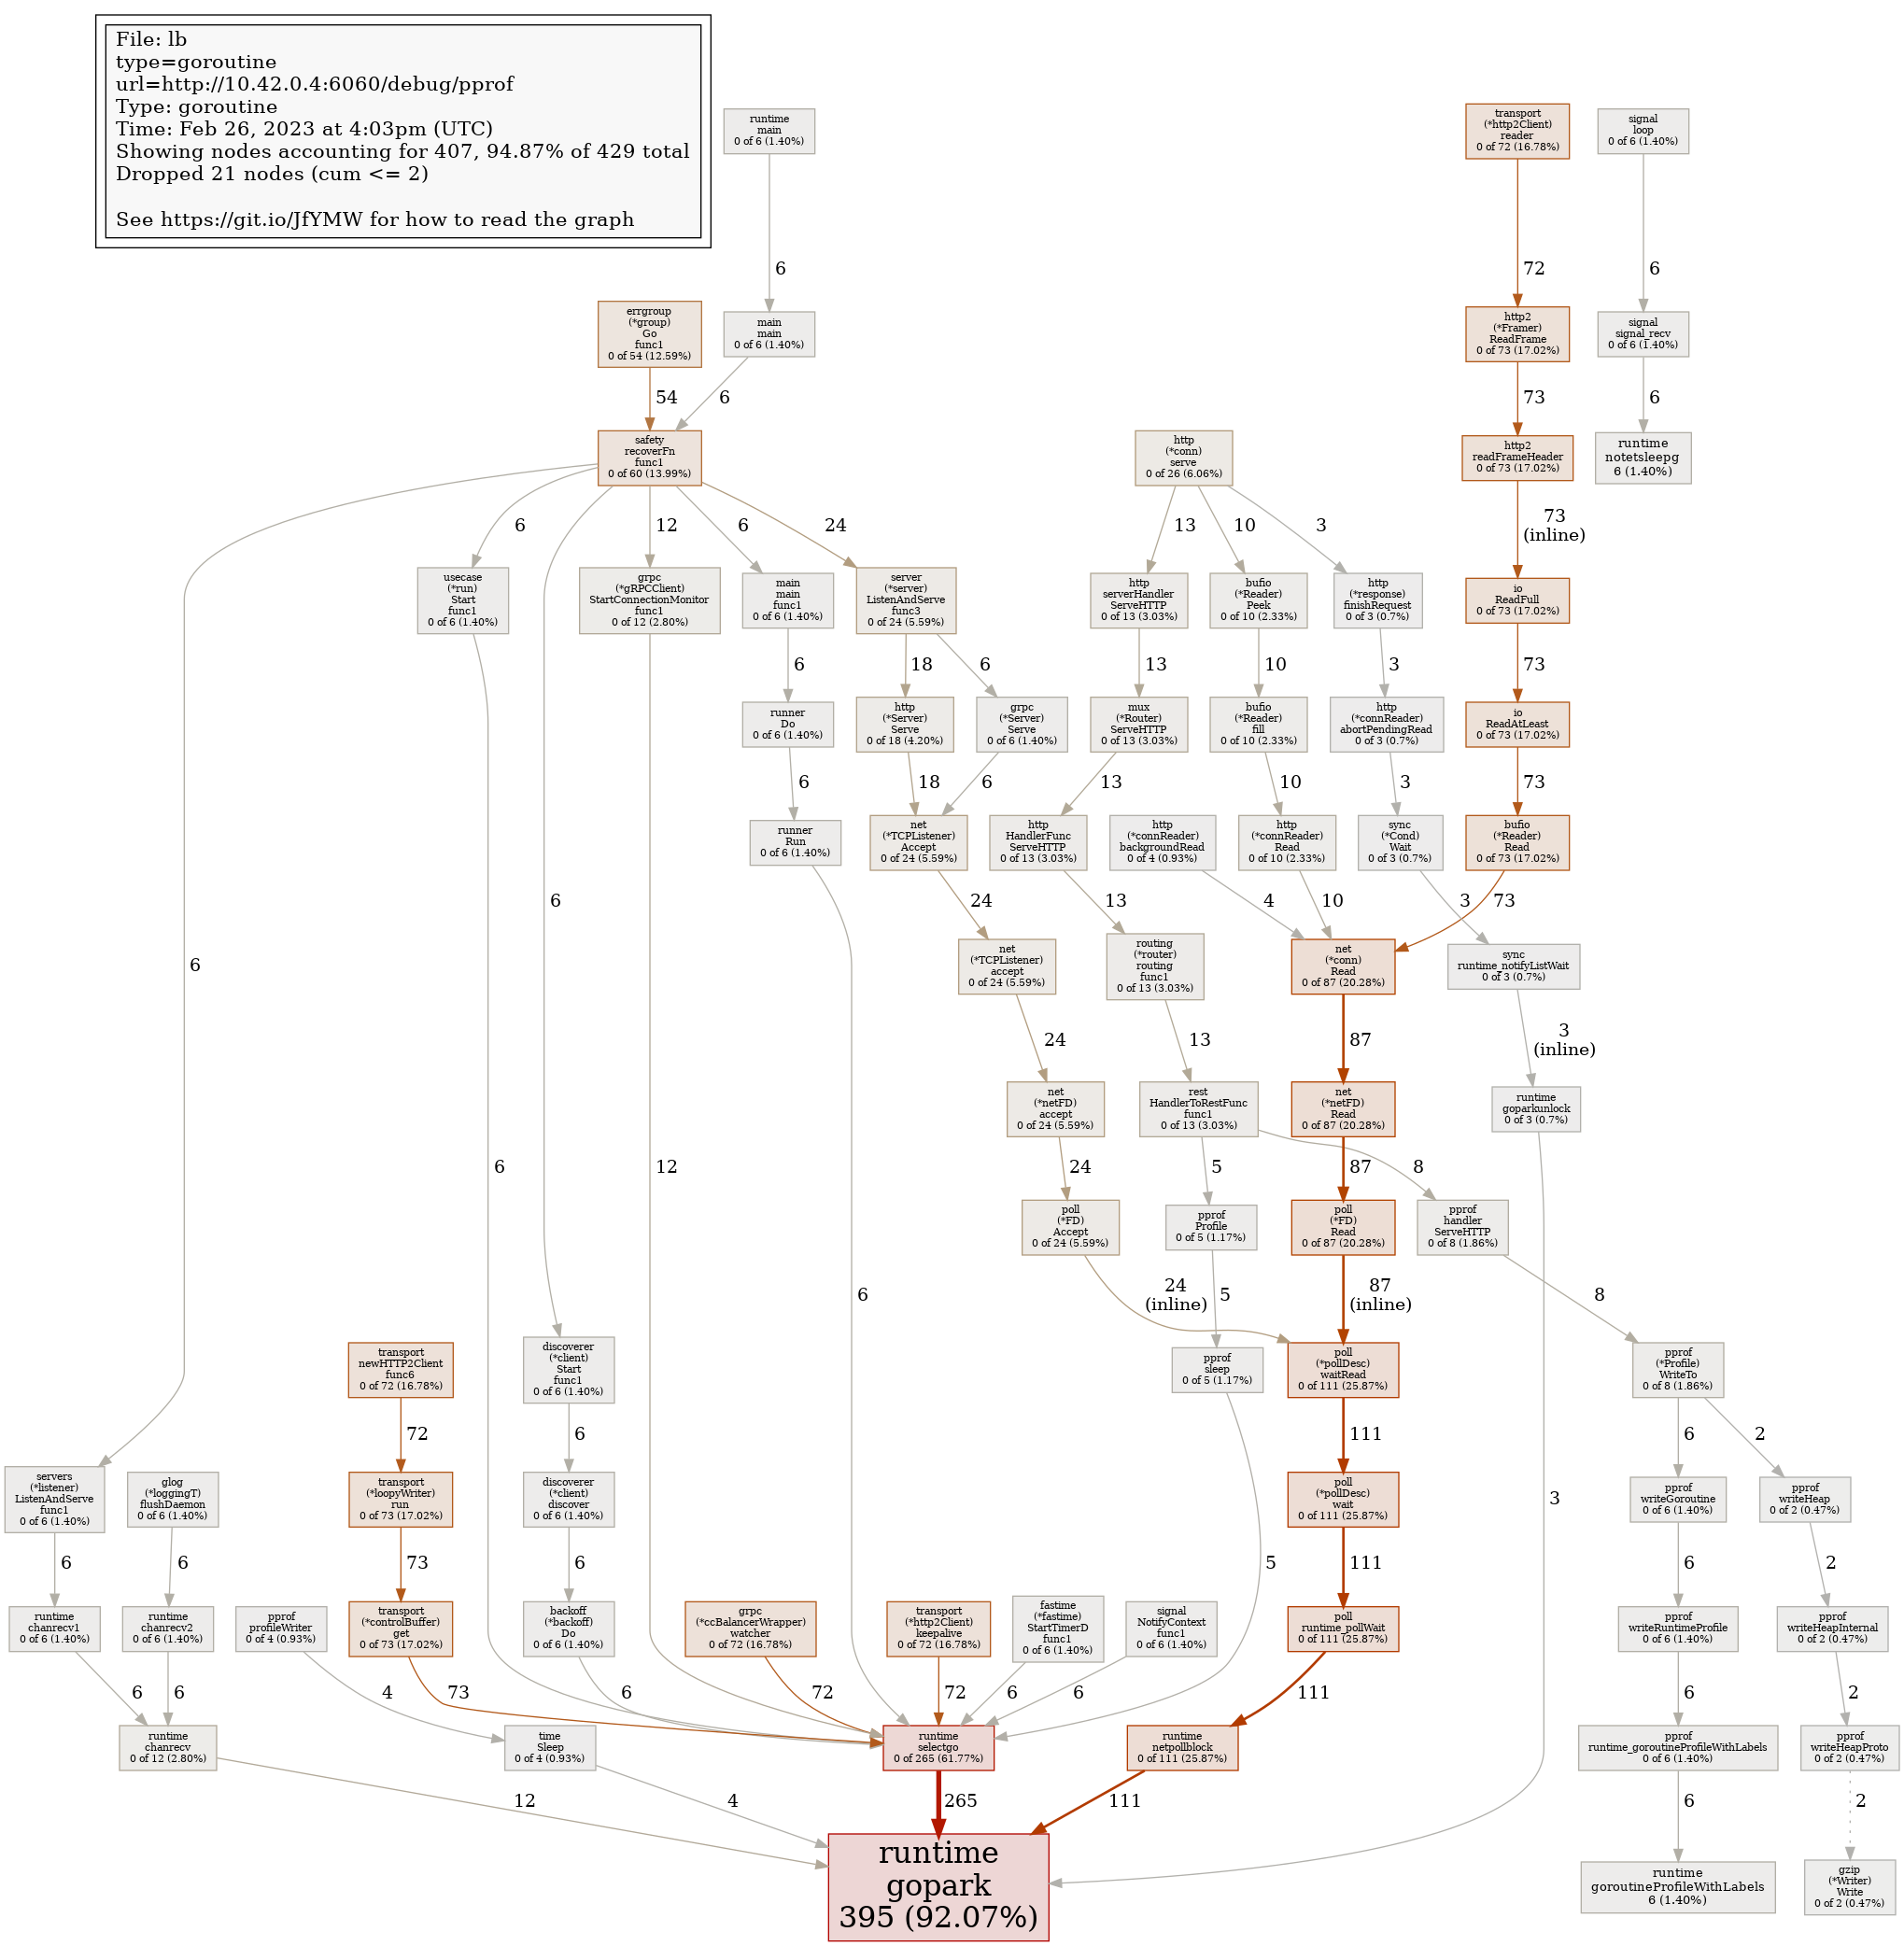 File: lb
type=goroutine
url=http://10.42.0.4:6060/debug/pprof
Type: goroutine
Time: Feb 26, 2023 at 4:03pm (UTC)
Showing nodes accounting for 407, 94.87% of 429 total
Dropped 21 nodes (cum <= 2)
See https://git.io/JfYMW for how to read the graph
runtime
main
0 of 6 (1.40%)
transport
(*http2Client)
reader
0 of 72 (16.78%)
signal
loop
0 of 6 (1.40%)
6
72
6
errgroup
(*group)
Go
func1
0 of 54 (12.59%)
main
main
0 of 6 (1.40%)
http2
(*Framer)
ReadFrame
0 of 73 (17.02%)
signal
signal_recv
0 of 6 (1.40%)
54
6
73
6
safety
recoverFn
func1
0 of 60 (13.99%)
http
(*conn)
serve
0 of 26 (6.06%)
http2
readFrameHeader
0 of 73 (17.02%)
runtime
notetsleepg
6 (1.40%)
6
6
6
12
6
24
13
10
3
73
(inline)
usecase
(*run)
Start
func1
0 of 6 (1.40%)
grpc
(*gRPCClient)
StartConnectionMonitor
func1
0 of 12 (2.80%)
main
main
func1
0 of 6 (1.40%)
server
(*server)
ListenAndServe
func3
0 of 24 (5.59%)
http
serverHandler
ServeHTTP
0 of 13 (3.03%)
bufio
(*Reader)
Peek
0 of 10 (2.33%)
http
(*response)
finishRequest
0 of 3 (0.7%)
io
ReadFull
0 of 73 (17.02%)
6
12
6
18
6
13
10
3
73
runner
Do
0 of 6 (1.40%)
http
(*Server)
Serve
0 of 18 (4.20%)
grpc
(*Server)
Serve
0 of 6 (1.40%)
mux
(*Router)
ServeHTTP
0 of 13 (3.03%)
bufio
(*Reader)
fill
0 of 10 (2.33%)
http
(*connReader)
abortPendingRead
0 of 3 (0.7%)
io
ReadAtLeast
0 of 73 (17.02%)
6
18
6
13
10
3
73
runner
Run
0 of 6 (1.40%)
net
(*TCPListener)
Accept
0 of 24 (5.59%)
http
HandlerFunc
ServeHTTP
0 of 13 (3.03%)
http
(*connReader)
backgroundRead
0 of 4 (0.93%)
http
(*connReader)
Read
0 of 10 (2.33%)
sync
(*Cond)
Wait
0 of 3 (0.7%)
bufio
(*Reader)
Read
0 of 73 (17.02%)
6
24
13
4
10
3
73
net
(*TCPListener)
accept
0 of 24 (5.59%)
routing
(*router)
routing
func1
0 of 13 (3.03%)
net
(*conn)
Read
0 of 87 (20.28%)
sync
runtime_notifyListWait
0 of 3 (0.7%)
24
13
87
3
(inline)
net
(*netFD)
accept
0 of 24 (5.59%)
rest
HandlerToRestFunc
func1
0 of 13 (3.03%)
net
(*netFD)
Read
0 of 87 (20.28%)
runtime
goparkunlock
0 of 3 (0.7%)
24
5
87
8
3
poll
(*FD)
Accept
0 of 24 (5.59%)
pprof
Profile
0 of 5 (1.17%)
poll
(*FD)
Read
0 of 87 (20.28%)
pprof
handler
ServeHTTP
0 of 8 (1.86%)
24
(inline)
5
87
(inline)
8
discoverer
(*client)
Start
func1
0 of 6 (1.40%)
transport
newHTTP2Client
func6
0 of 72 (16.78%)
pprof
sleep
0 of 5 (1.17%)
poll
(*pollDesc)
waitRead
0 of 111 (25.87%)
pprof
(*Profile)
WriteTo
0 of 8 (1.86%)
72
6
5
111
6
2
servers
(*listener)
ListenAndServe
func1
0 of 6 (1.40%)
glog
(*loggingT)
flushDaemon
0 of 6 (1.40%)
transport
(*loopyWriter)
run
0 of 73 (17.02%)
discoverer
(*client)
discover
0 of 6 (1.40%)
poll
(*pollDesc)
wait
0 of 111 (25.87%)
pprof
writeGoroutine
0 of 6 (1.40%)
pprof
writeHeap
0 of 2 (0.47%)
6
6
73
6
111
6
2
runtime
chanrecv1
0 of 6 (1.40%)
runtime
chanrecv2
0 of 6 (1.40%)
pprof
profileWriter
0 of 4 (0.93%)
transport
(*controlBuffer)
get
0 of 73 (17.02%)
backoff
(*backoff)
Do
0 of 6 (1.40%)
grpc
(*ccBalancerWrapper)
watcher
0 of 72 (16.78%)
transport
(*http2Client)
keepalive
0 of 72 (16.78%)
fastime
(*fastime)
StartTimerD
func1
0 of 6 (1.40%)
signal
NotifyContext
func1
0 of 6 (1.40%)
poll
runtime_pollWait
0 of 111 (25.87%)
pprof
writeRuntimeProfile
0 of 6 (1.40%)
pprof
writeHeapInternal
0 of 2 (0.47%)
6
6
4
73
6
72
72
6
6
111
6
2
runtime
chanrecv
0 of 12 (2.80%)
time
Sleep
0 of 4 (0.93%)
runtime
selectgo
0 of 265 (61.77%)
runtime
netpollblock
0 of 111 (25.87%)
pprof
runtime_goroutineProfileWithLabels
0 of 6 (1.40%)
pprof
writeHeapProto
0 of 2 (0.47%)
12
4
265
111
6
2
runtime
gopark
395 (92.07%)
runtime
goroutineProfileWithLabels
6 (1.40%)
gzip
(*Writer)
Write
0 of 2 (0.47%)